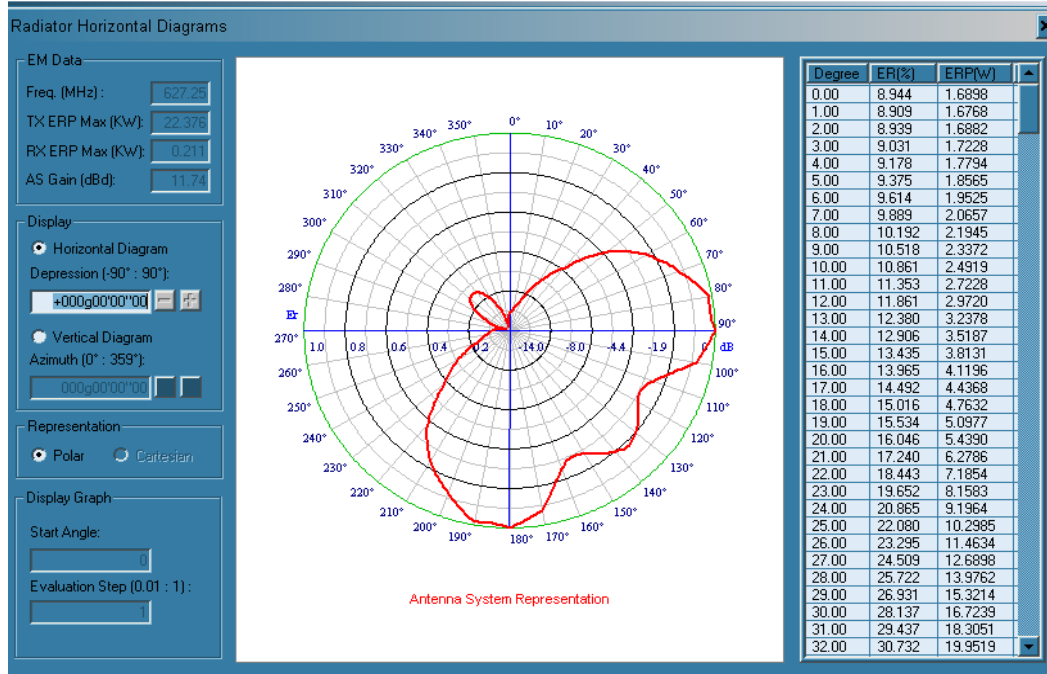 Radiator Horizontal Diagrams
EM Data
Freq. (MHz) : 627.25
TX ERP Max (KW): 22.376
RX ERP Max (KW): 0.211
AS Gain (dBd): 11.74
Display
Horizontal Diagram
Depression (-90° : 90°):
+000g00'00"00
Vertical Diagram
Azimuth (0° : 359°):
000g00'00"00
Representation
Polar Cartesian
Display Graph
Start Angle:
0
Evaluation Step (0.01 : 1) :
1
0°
10°
20°
30°
40°
50°
60°
70°
80°
90°
100°
110°
120°
130°
140°
150°
160°
170°
180°
190°
200°
210°
220°
230°
240°
250°
260°
270°
280°
290°
300°
310°
320°
330°
340°
350°
Er
1.0 0.8 0.6 0.4 0.2 -14.0 -8.0 -4.4 -1.9 0 dB
Antenna System Representation
Degree ER(%) ERP(W)
0.00 8.944 1.6898
1.00 8.909 1.6768
2.00 8.939 1.6882
3.00 9.031 1.7228
4.00 9.178 1.7794
5.00 9.375 1.8565
6.00 9.614 1.9525
7.00 9.889 2.0657
8.00 10.192 2.1945
9.00 10.518 2.3372
10.00 10.861 2.4919
11.00 11.353 2.7228
12.00 11.861 2.9720
13.00 12.380 3.2378
14.00 12.906 3.5187
15.00 13.435 3.8131
16.00 13.965 4.1196
17.00 14.492 4.4368
18.00 15.016 4.7632
19.00 15.534 5.0977
20.00 16.046 5.4390
21.00 17.240 6.2786
22.00 18.443 7.1854
23.00 19.652 8.1583
24.00 20.865 9.1964
25.00 22.080 10.2985
26.00 23.295 11.4634
27.00 24.509 12.6898
28.00 25.722 13.9762
29.00 26.931 15.3214
30.00 28.137 16.7239
31.00 29.437 18.3051
32.00 30.732 19.9519